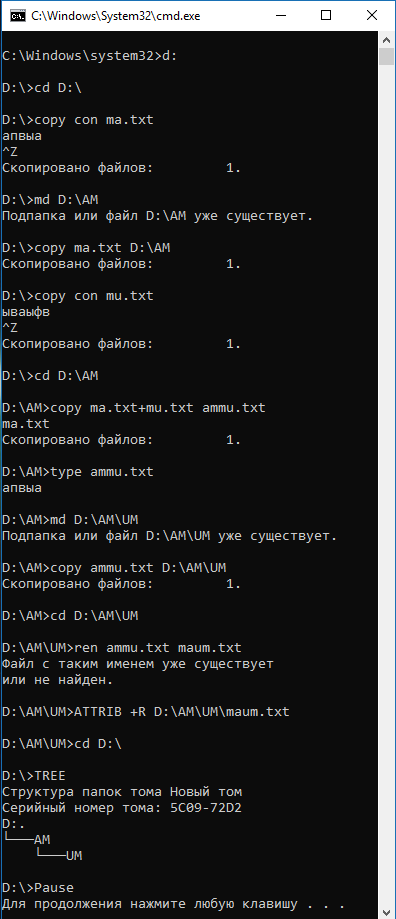 C:\Windows\System32\cmd.exe
C:\Windows\system32>d:
D:\>cd D:\
D:\>copy con ma.txt
апвыа
^Z
Скопировано файлов:         1.
D:\>md D:\AM
Подпапка или файл D:\AM уже существует.
D:\>copy ma.txt D:\AM
Скопировано файлов:         1.
D:\>copy con mu.txt
ываыфв
^Z
Скопировано файлов:         1.
D:\>cd D:\AM
D:\AM>copy ma.txt+mu.txt ammu.txt
ma.txt
Скопировано файлов:         1.
D:\AM>type ammu.txt
апвыа
D:\AM>md D:\AM\UM
Подпапка или файл D:\AM\UM уже существует.
D:\AM>copy ammu.txt D:\AM\UM
Скопировано файлов:         1.
D:\AM>cd D:\AM\UM
D:\AM\UM>ren ammu.txt maum.txt
Файл с таким именем уже существует
или не найден.
D:\AM\UM>ATTRIB +R D:\AM\UM\maum.txt
D:\AM\UM>cd D:\
D:\>TREE
Структура папок тома Новый том
Серийный номер тома: 5C09-72D2
D:.
└───AM
    └───UM
D:\>Pause
Для продолжения нажмите любую клавишу . . .